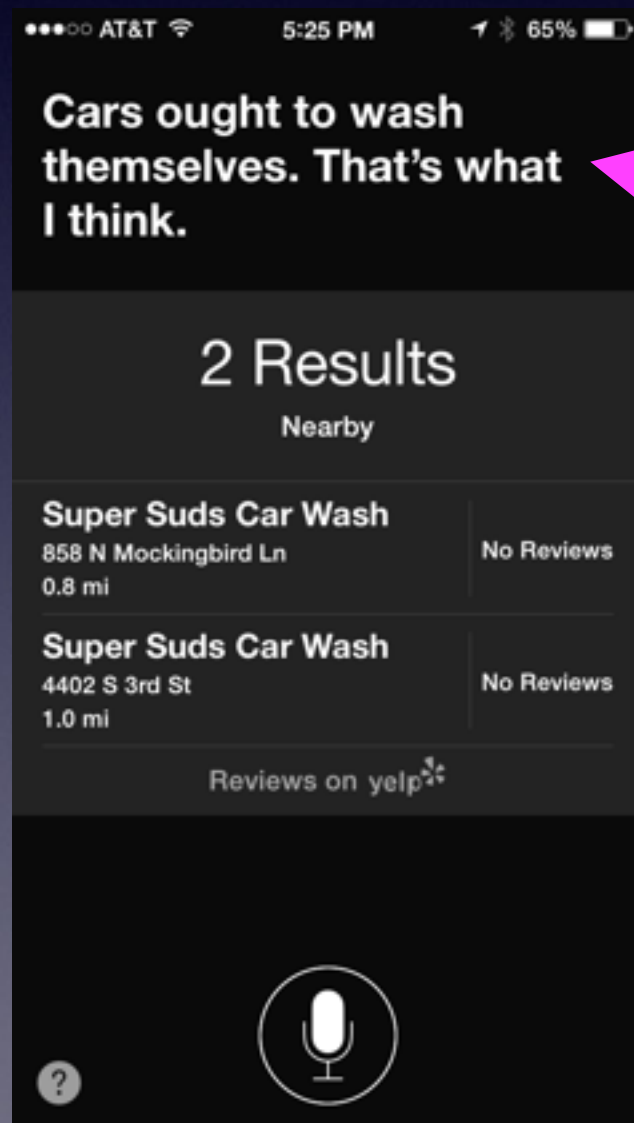 AT&T 5:25 PM 65%
Cars ought to wash
themselves. That's what
I think.
2 Results
Nearby
Super Suds Car Wash
858 N Mockingbird Ln
0.8 mi
No Reviews
Super Suds Car Wash
4402 S 3rd St
1.0 mi
No Reviews
Reviews on yelp
?